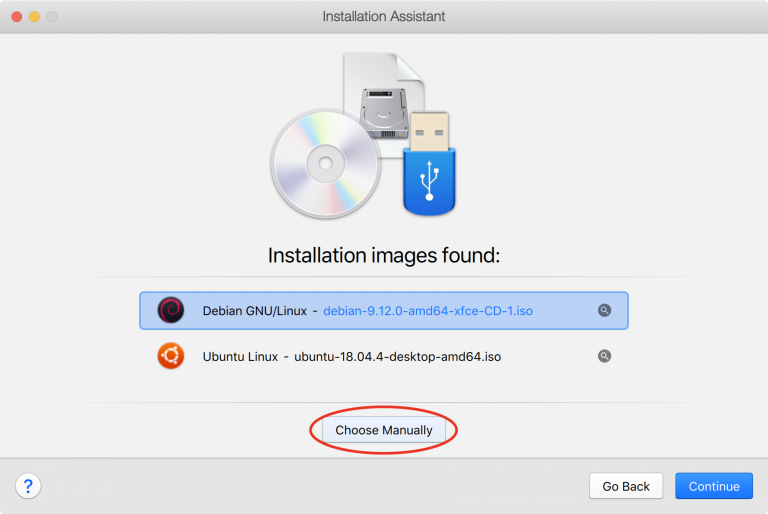 Installation Assistant
Installation images found:
Debian GNU/Linux - debian-9.12.0-amd64-xfce-CD-1.iso
Ubuntu Linux - ubuntu-18.04.4-desktop-amd64.iso
Choose Manually
? Go Back Continue